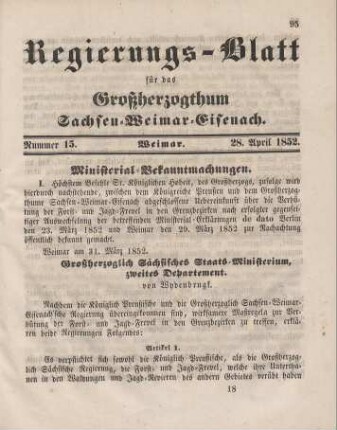 95
Regierungs-Blatt
für das
Großherzogthum
Sachsen-Weimar-Eisenach.
Nummer 15. Weimar. 28. April 1852.
Ministerial-Bekanntmachungen.
I. Höchstem Befehle Sr. Königlichen Hoheit, des Großherzogs, zufolge wird
hierdurch nachstehende, zwischen dem Königreich Preussen und dem Großherzog-
thume Sachsen-Weimar-Eisenach abgeschlossene Uebereinkunft über die Verhü-
tung der Forst- und Jagd-Frevel in den Grenzbezirken nach erfolgter gegensei-
tiger Auswechselung der betreffenden Ministerial-Erklärungen de dato Berlin
den 23. März 1852 und Weimar den 29. März 1852 zur Nachachtung
öffentlich bekannt gemacht.
Weimar am 31. März 1852.
Großherzoglich Sächsisches Staats-Ministerium,
zweites Departement.
von Wydenbrugk.
Nachdem die Königlich Preußische und die Großherzoglich Sachsen-Weimar-
Eisenach'sche Regierung übereingekommen sind, wirksamere Maßregeln zur Ver-
hütung der Forst- und Jagd-Frevel in den Grenzbezirken zu treffen, erklären
beide Regierungen Folgendes:
Artikel 1.
Es verpflichtet sich sowohl die Königlich Preußische, als die Großherzog-
lich Sächsische Regierung, die Forst- und Jagd-Frevel, welche ihre Untertha-
nen in den Waldungen und Jagd-Revieren des andern Gebietes verübt haben
18